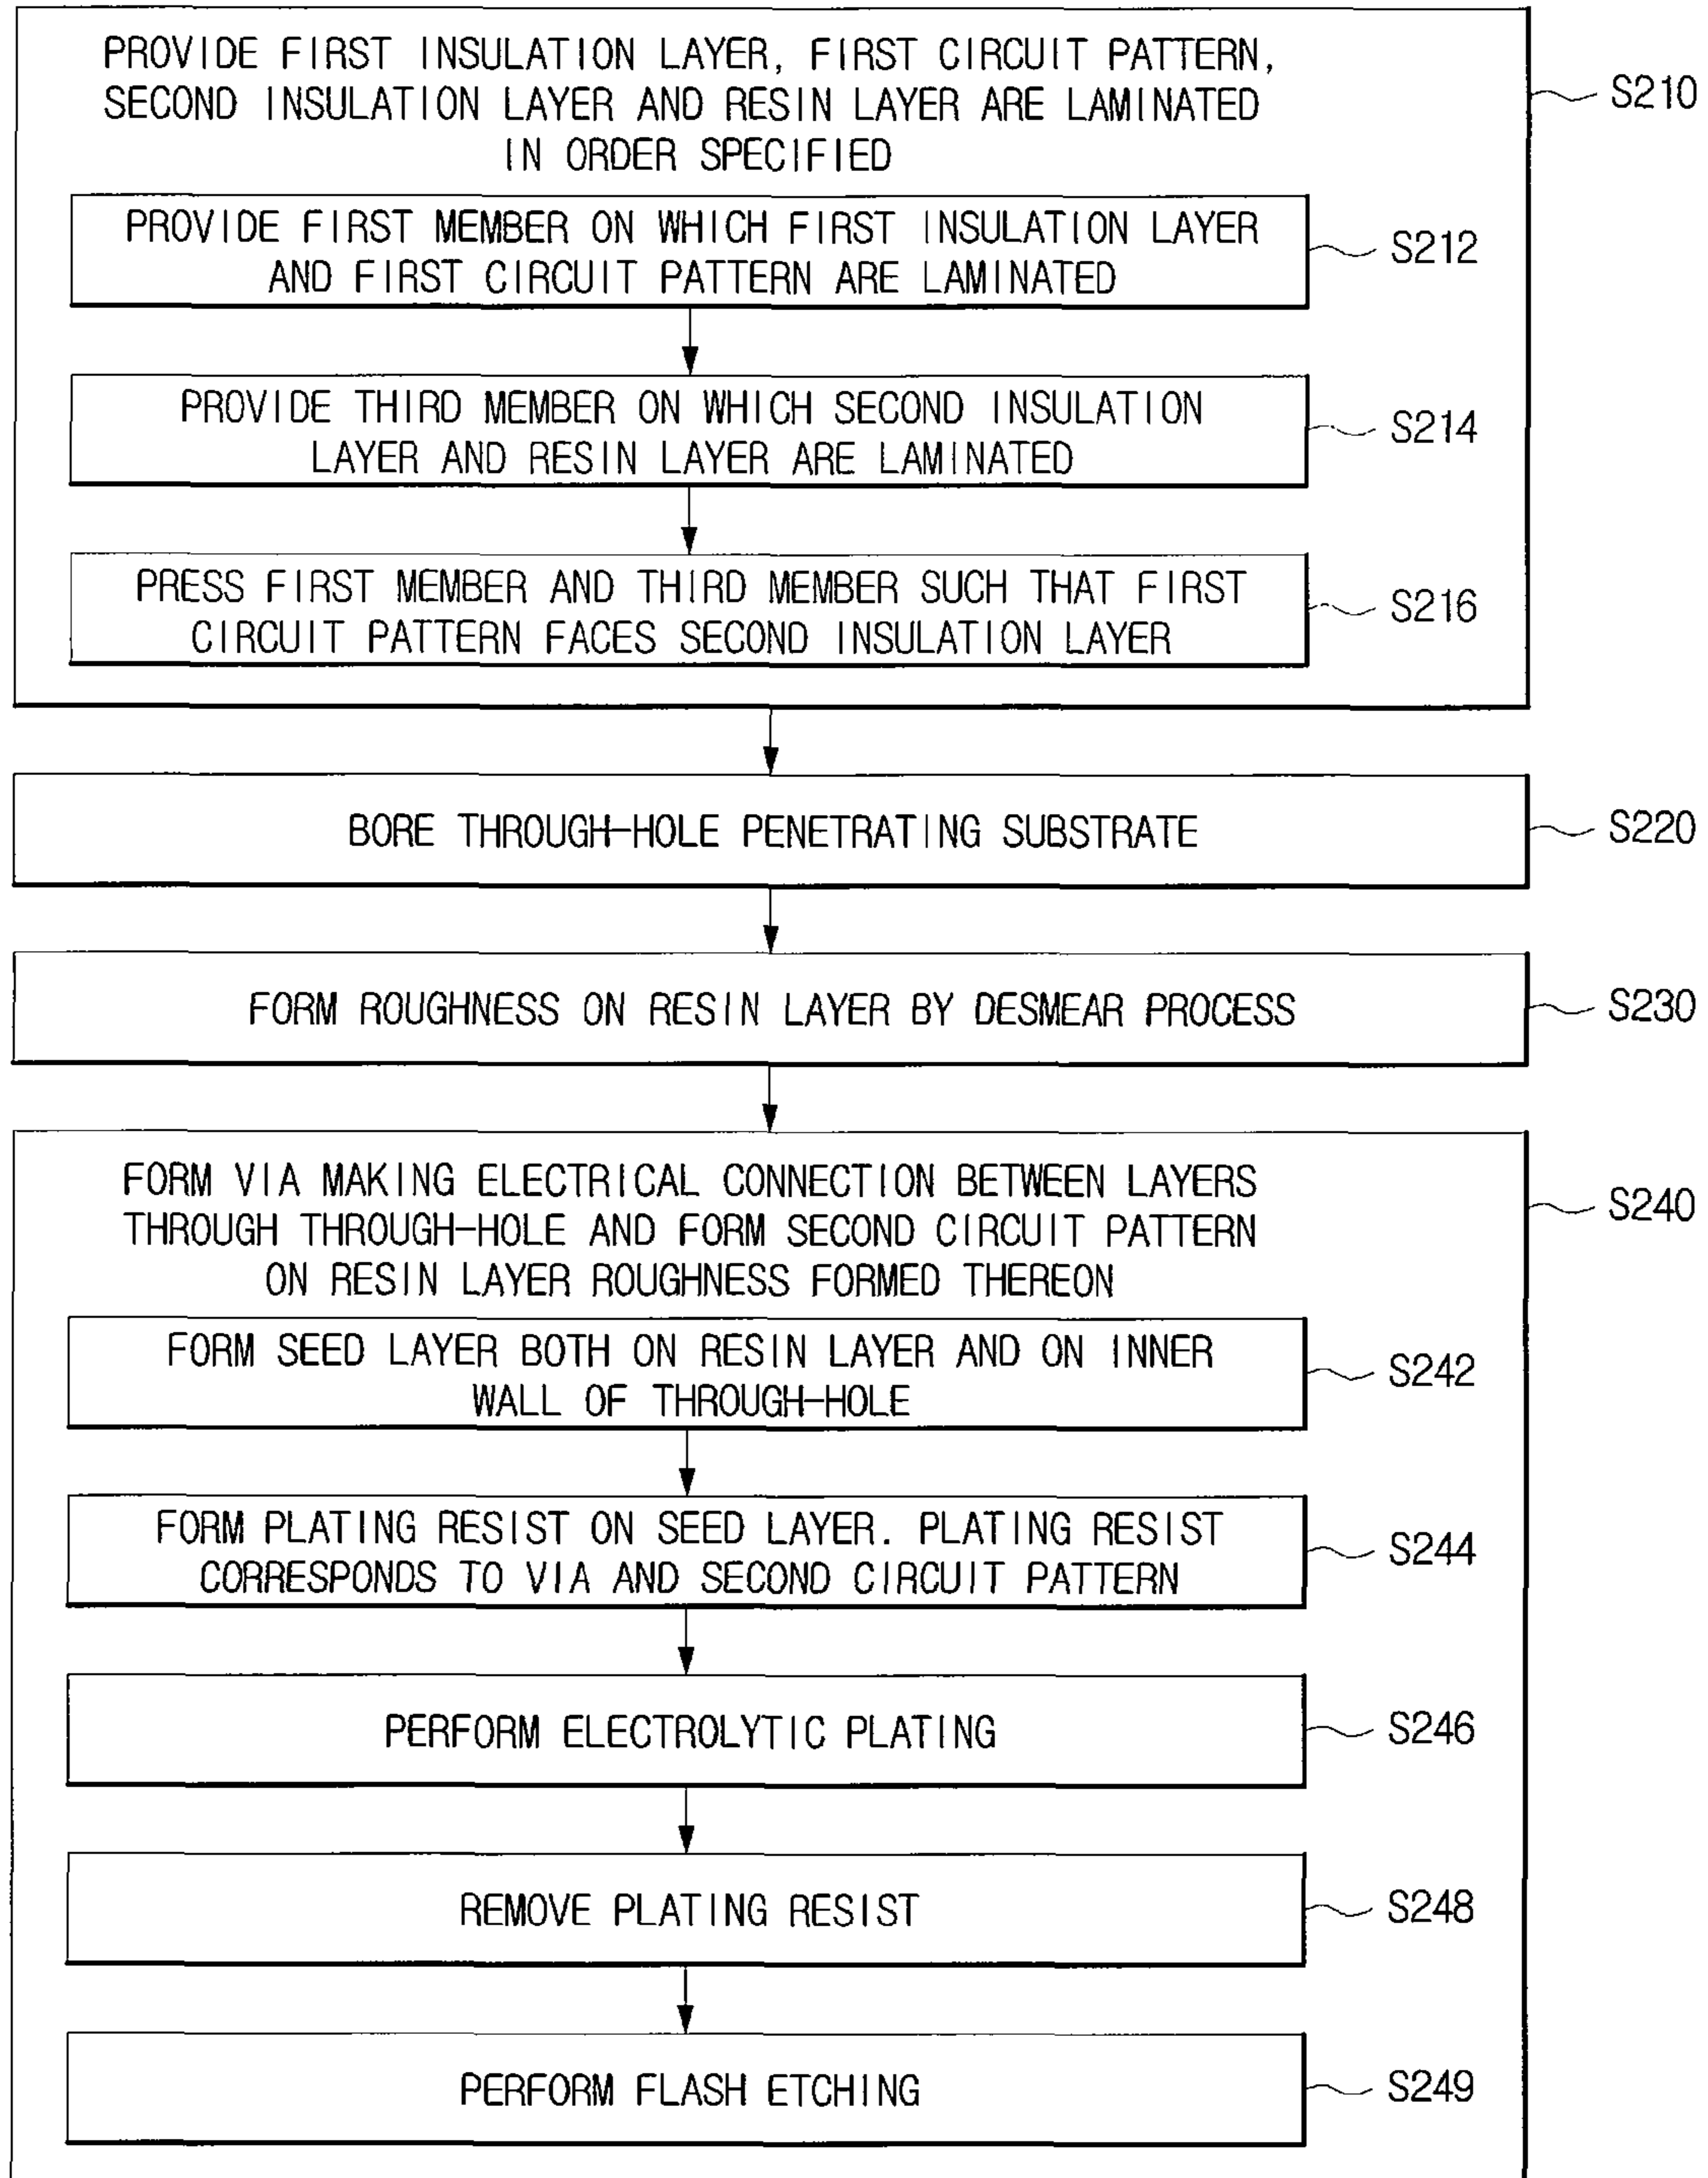 PROVIDE FIRST INSULATION LAYER, FIRST CIRCUIT PATTERN,
SECOND INSULATION LAYER AND RESIN LAYER ARE LAMINATED
IN ORDER SPECIFIED
S210
PROVIDE FIRST MEMBER ON WHICH FIRST INSULATION LAYER
AND FIRST CIRCUIT PATTERN ARE LAMINATED
S212
PROVIDE THIRD MEMBER ON WHICH SECOND INSULATION
LAYER AND RESIN LAYER ARE LAMINATED
S214
PRESS FIRST MEMBER AND THIRD MEMBER SUCH THAT FIRST
CIRCUIT PATTERN FACES SECOND INSULATION LAYER
S216
BORE THROUGH-HOLE PENETRATING SUBSTRATE
S220
FORM ROUGHNESS ON RESIN LAYER BY DESMEAR PROCESS
S230
FORM VIA MAKING ELECTRICAL CONNECTION BETWEEN LAYERS
THROUGH THROUGH-HOLE AND FORM SECOND CIRCUIT PATTERN
ON RESIN LAYER ROUGHNESS FORMED THEREON
S240
FORM SEED LAYER BOTH ON RESIN LAYER AND ON INNER
WALL OF THROUGH-HOLE
S242
FORM PLATING RESIST ON SEED LAYER. PLATING RESIST
CORRESPONDS TO VIA AND SECOND CIRCUIT PATTERN
S244
PERFORM ELECTROLYTIC PLATING
S246
REMOVE PLATING RESIST
S248
PERFORM FLASH ETCHING
S249